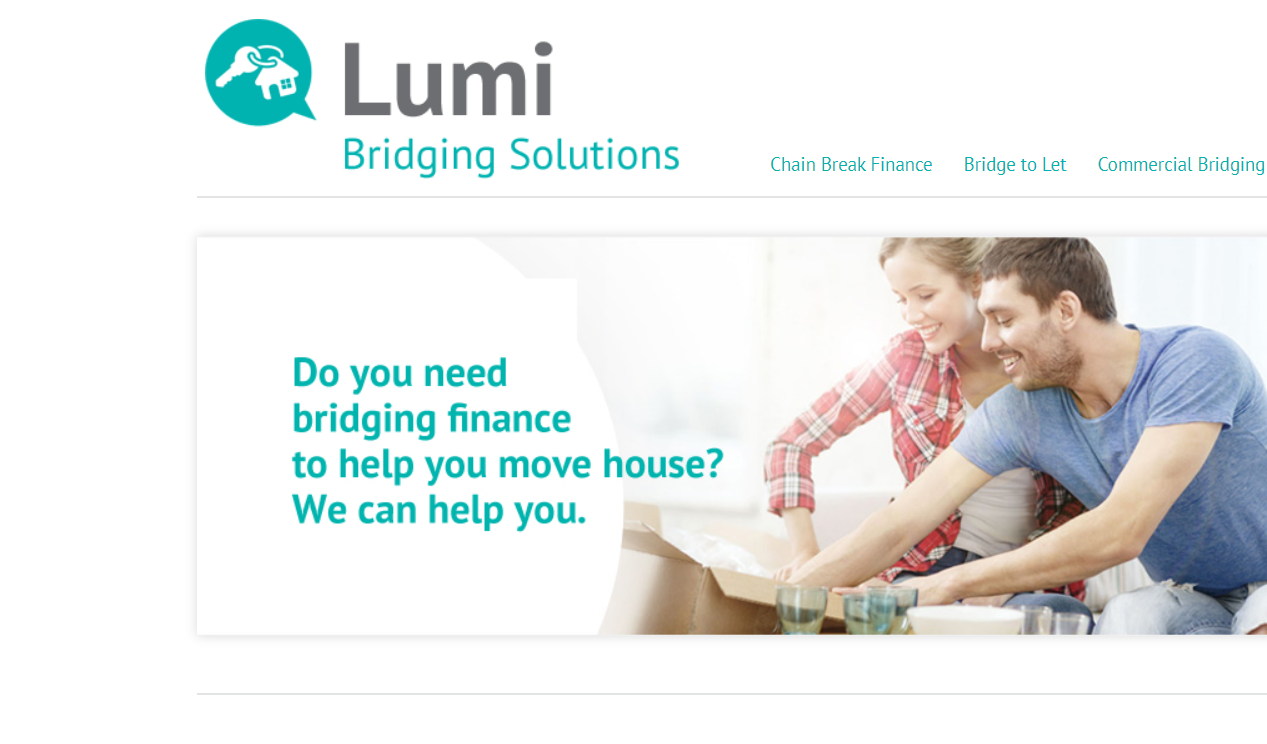 Lumi
Bridging Solutions
Chain Break Finance Bridge to Let Commercial Bridging
Do you need
bridging finance
to help you move house?
We can help you.